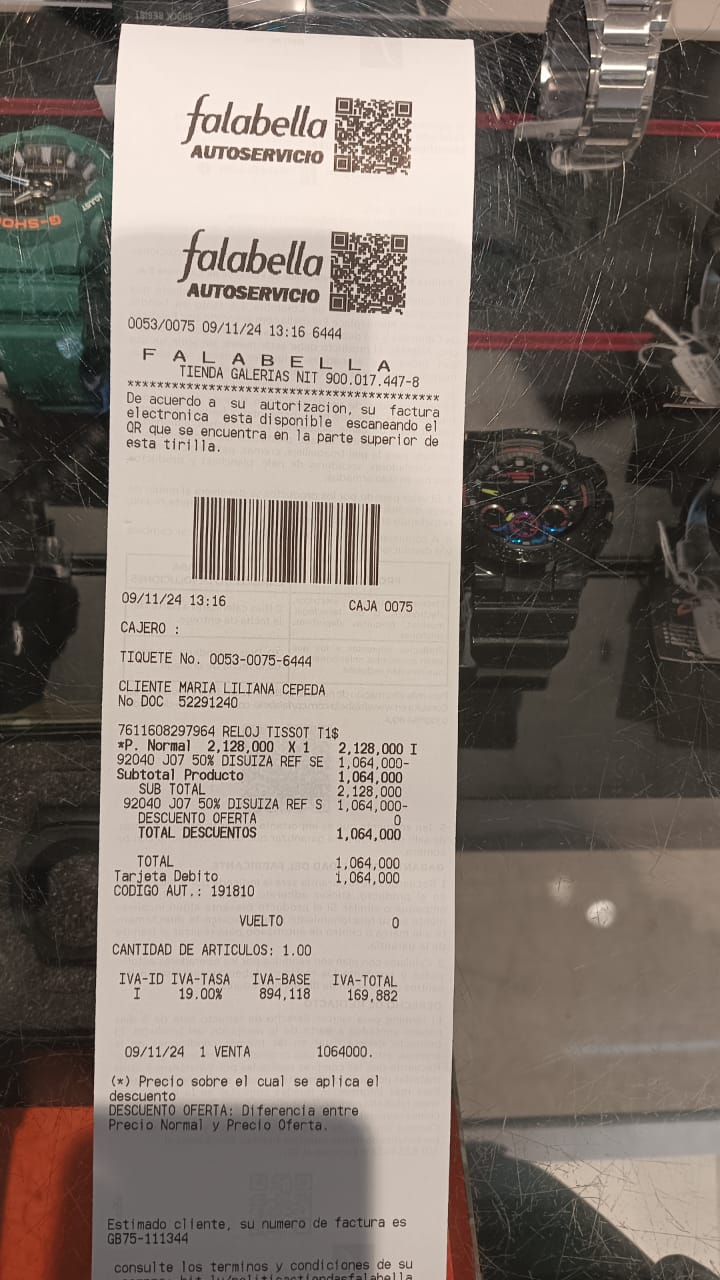 falabella
AUTOSERVICIO
falabella
AUTOSERVICIO
0053/0075 09/11/24 13:16 6444
F A L A B E L L A
TIENDA GALERIAS NIT 900.017.447-8
****************************************
De acuerdo a su autorizacion, su factura
electronica esta disponible escaneando el
QR que se encuentra en la parte superior de
esta tirilla.
09/11/24 13:16 CAJA 0075
CAJERO :
TIQUETE No. 0053-0075-6444
CLIENTE MARIA LILIANA CEPEDA
No DOC 52291240
7611608297964 RELOJ TISSOT T1$
*P. Normal 2,128,000 X 1 2,128,000 I
92040 J07 50% DISUIZA REF SE 1,064,000-
Subtotal Producto 1,064,000
SUB TOTAL 2,128,000
92040 J07 50% DISUIZA REF S 1,064,000-
DESCUENTO OFERTA 0
TOTAL DESCUENTOS 1,064,000
TOTAL 1,064,000
Tarjeta Debito 1,064,000
CODIGO AUT.: 191810
VUELTO 0
CANTIDAD DE ARTICULOS: 1.00
IVA-ID IVA-TASA IVA-BASE IVA-TOTAL
I 19.00% 894,118 169,882
09/11/24 1 VENTA 1064000.
(*) Precio sobre el cual se aplica el
descuento
DESCUENTO OFERTA: Diferencia entre
Precio Normal y Precio Oferta.
Estimado cliente, su numero de factura es
GB75-111344
consulte los terminos y condiciones de su
G-SHOCK